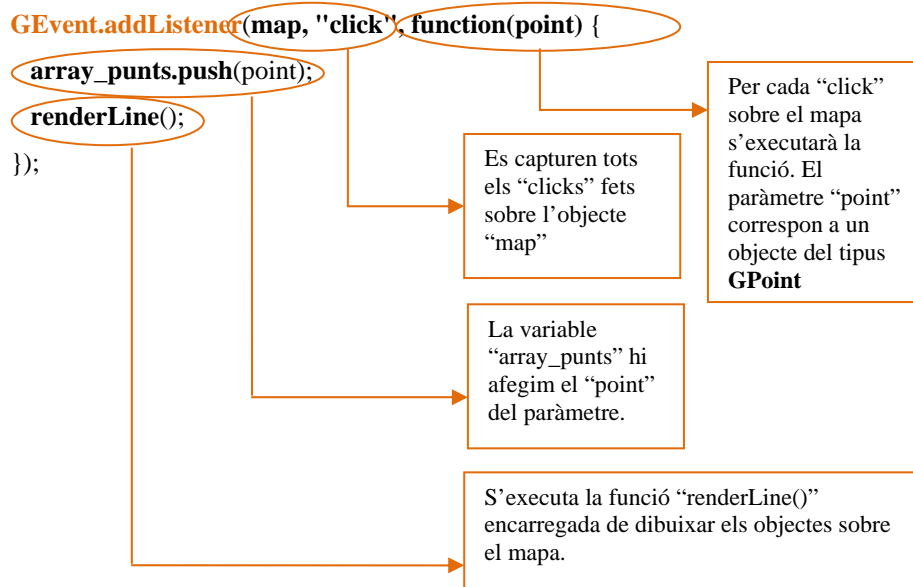 GEvent.addListener(map, "click", function(point) {
array_punts.push(point);
renderLine();
});
Per cada “click”
sobre el mapa
s’executarà la
funció. El
paràmetre “point”
correspon a un
objecte del tipus
GPoint
Es capturen tots
els “clicks” fets
sobre l’objecte
“map”
La variable
“array_punts” hi
afegim el “point”
del paràmetre.
S’executa la funció “renderLine()”
encarregada de dibuixar els objectes sobre
el mapa.